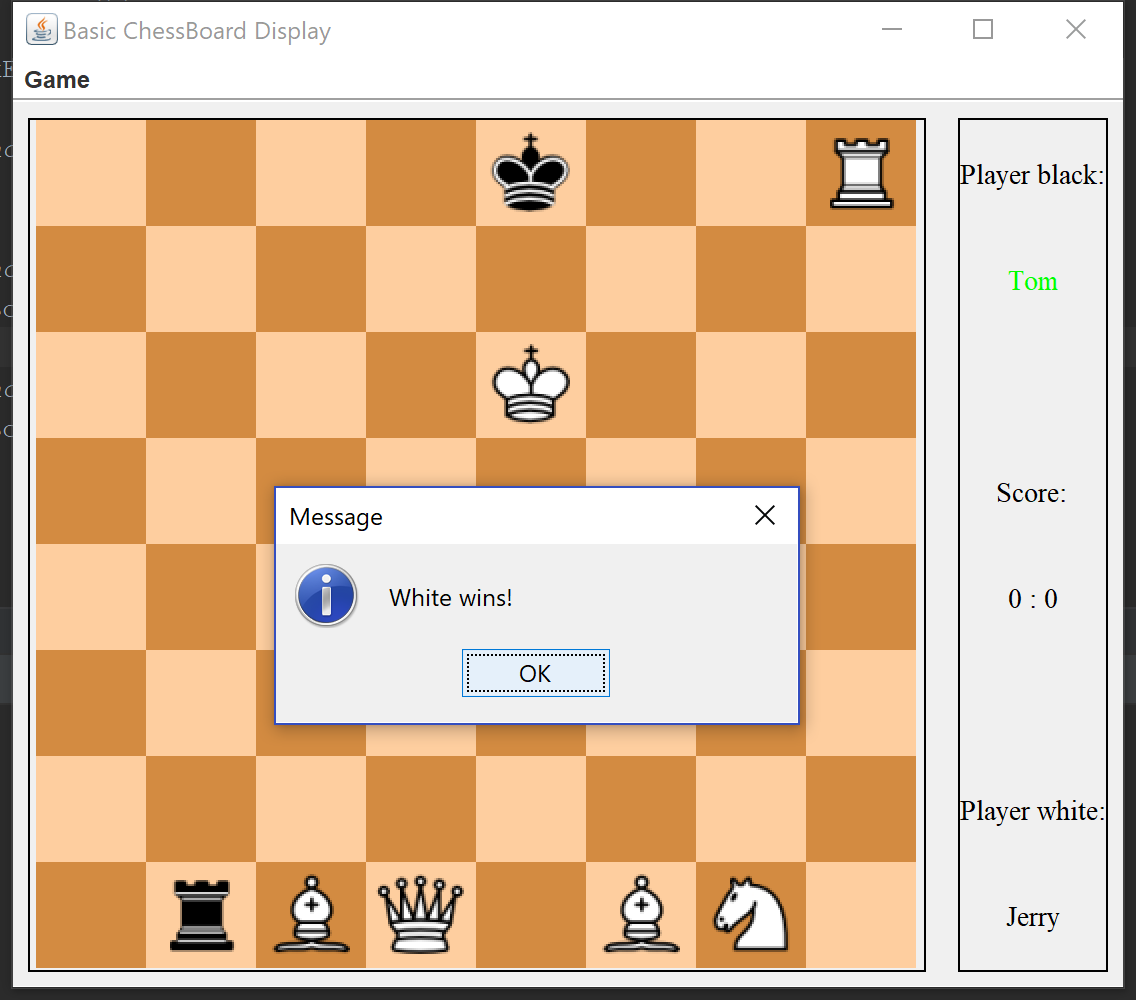 Basic ChessBoard Display
Game
Player black:
Tom
Score:
0 : 0
Player white:
Jerry
Message
White wins!
OK